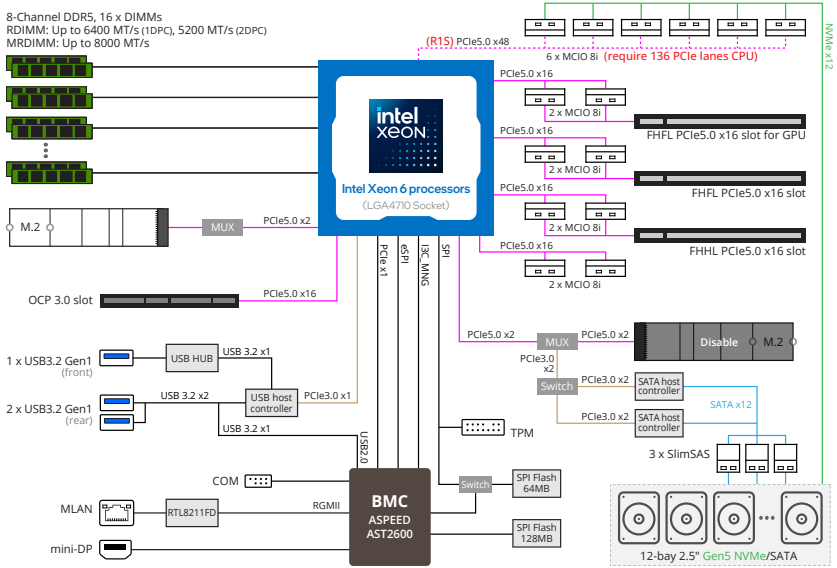 8-Channel DDR5, 16 x DIMMs
RDIMM: Up to 6400 MT/s (1DPC), 5200 MT/s (2DPC)
MRDIMM: Up to 8000 MT/s
(R1S) PCIe5.0 x48
6 x MCIO 8i (require 136 PCIe lanes CPU)
NVMe x12
PCIe5.0 x16
2 x MCIO 8i
FHFL PCIe5.0 x16 slot for GPU
PCIe5.0 x16
2 x MCIO 8i
FHFL PCIe5.0 x16 slot
PCIe5.0 x16
2 x MCIO 8i
FHHL PCIe5.0 x16 slot
PCIe5.0 x16
2 x MCIO 8i
intel
xeon
Intel Xeon 6 processors
(LGA4710 Socket)
M.2
MUX
PCIe5.0 x2
OCP 3.0 slot
PCIe5.0 x16
PCIe x1
eSPI
I3C_MNG
SPI
PCIe5.0 x2
MUX
PCIe5.0 x2
Disable
M.2
PCIe3.0
x2
Switch
PCIe3.0 x2
SATA host
controller
PCIe3.0 x2
SATA host
controller
SATA x12
3 x SlimSAS
1 x USB3.2 Gen1
(front)
USB HUB
USB 3.2 x1
2 x USB3.2 Gen1
(rear)
USB 3.2 x2
USB host
controller
PCIe3.0 x1
USB 3.2 x1
USB2.0
TPM
COM
MLAN
RTL8211FD
RGMII
mini-DP
BMC
ASPEED
AST2600
Switch
SPI Flash
64MB
SPI Flash
128MB
12-bay 2.5" Gen5 NVMe/SATA